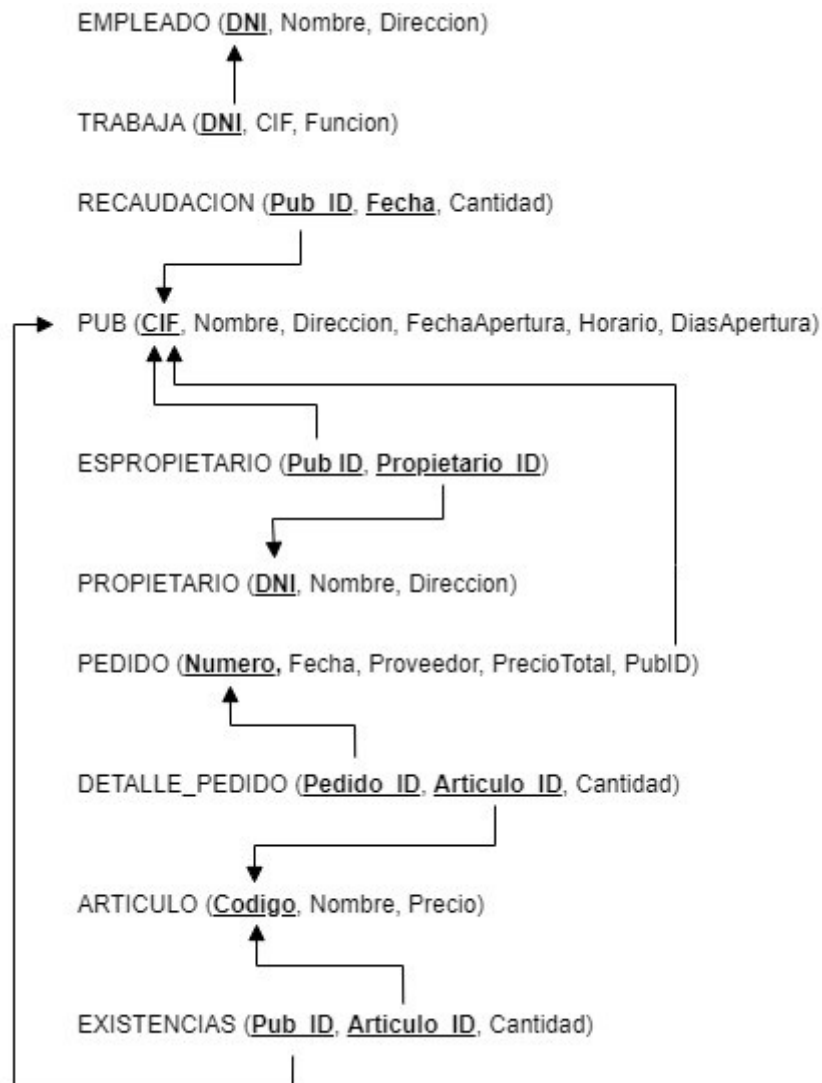 EMPLEADO (DNI, Nombre, Direccion)
TRABAJA (DNI, CIF, Funcion)
RECAUDACION (Pub_ID, Fecha, Cantidad)
PUB (CIF, Nombre, Direccion, FechaApertura, Horario, DiasApertura)
ESPROPIETARIO (Pub ID, Propietario_ID)
PROPIETARIO (DNI, Nombre, Direccion)
PEDIDO (Numero, Fecha, Proveedor, PrecioTotal, PubID)
DETALLE_PEDIDO (Pedido_ID, Articulo_ID, Cantidad)
ARTICULO (Codigo, Nombre, Precio)
EXISTENCIAS (Pub_ID, Articulo_ID, Cantidad)